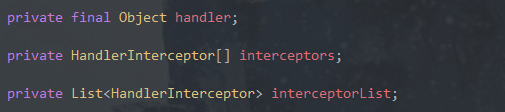 private final Object handler;
private HandlerInterceptor[] interceptors;
private List<HandlerInterceptor> interceptorList;